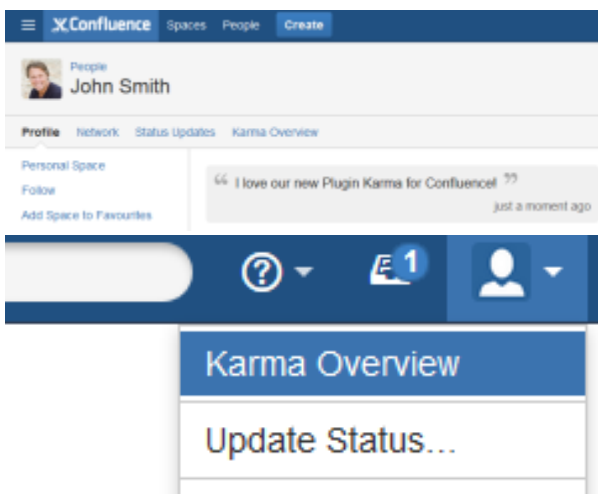 Confluence Spaces People Create
People
John Smith
Profile Network Status Updates Karma Overview
Personal Space
Follow
Add Space to Favourites
“ I love our new Plugin Karma for Confluence! ”
just a moment ago
? 1
Karma Overview
Update Status...